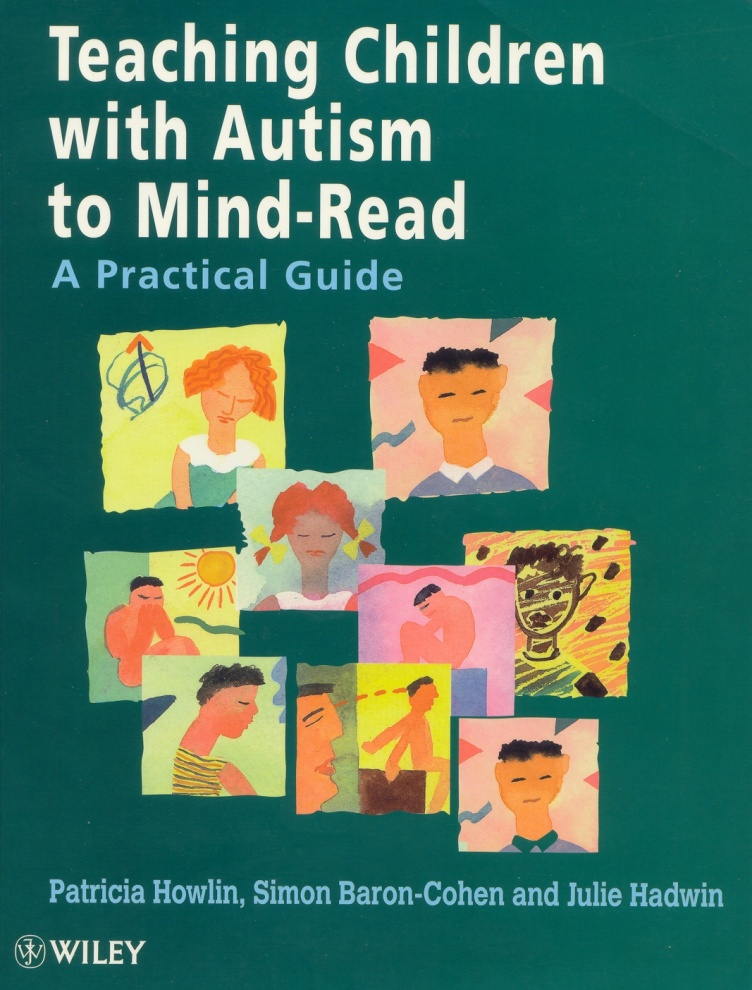 Teaching Children
with Autism
to Mind-Read
A Practical Guide
Patricia Howlin, Simon Baron-Cohen and Julie Hadwin
WILEY